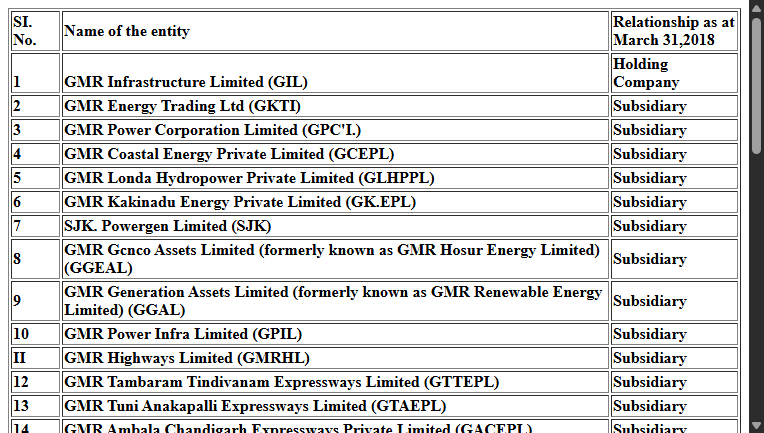 SI. No. Name of the entity Relationship as at March 31,2018
1 GMR Infrastructure Limited (GIL) Holding Company
2 GMR Energy Trading Ltd (GKTI) Subsidiary
3 GMR Power Corporation Limited (GPC'I.) Subsidiary
4 GMR Coastal Energy Private Limited (GCEPL) Subsidiary
5 GMR Londa Hydropower Private Limited (GLHPPL) Subsidiary
6 GMR Kakinadu Energy Private Limited (GK.EPL) Subsidiary
7 SJK. Powergen Limited (SJK) Subsidiary
8 GMR Gcnco Assets Limited (formerly known as GMR Hosur Energy Limited) (GGEAL) Subsidiary
9 GMR Generation Assets Limited (formerly known as GMR Renewable Energy Limited) (GGAL) Subsidiary
10 GMR Power Infra Limited (GPIL) Subsidiary
II GMR Highways Limited (GMRHL) Subsidiary
12 GMR Tambaram Tindivanam Expressways Limited (GTTEPL) Subsidiary
13 GMR Tuni Anakapalli Expressways Limited (GTAEPL) Subsidiary
14 GMR Ambala Chandigarh Expressways Private Limited (GACEPL) Subsidiary